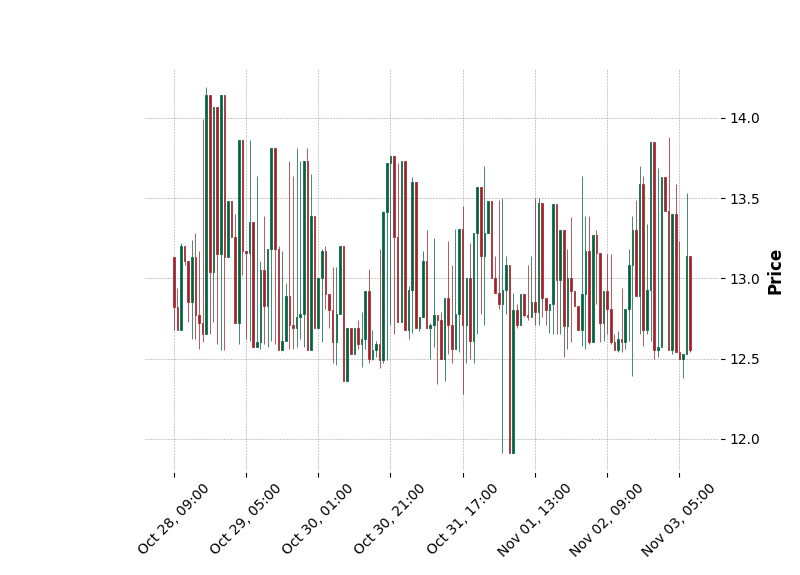 14.0
13.5
13.0
12.5
12.0
Price
Oct 28, 09:00
Oct 29, 05:00
Oct 30, 01:00
Oct 30, 21:00
Oct 31, 17:00
Nov 01, 13:00
Nov 02, 09:00
Nov 03, 05:00